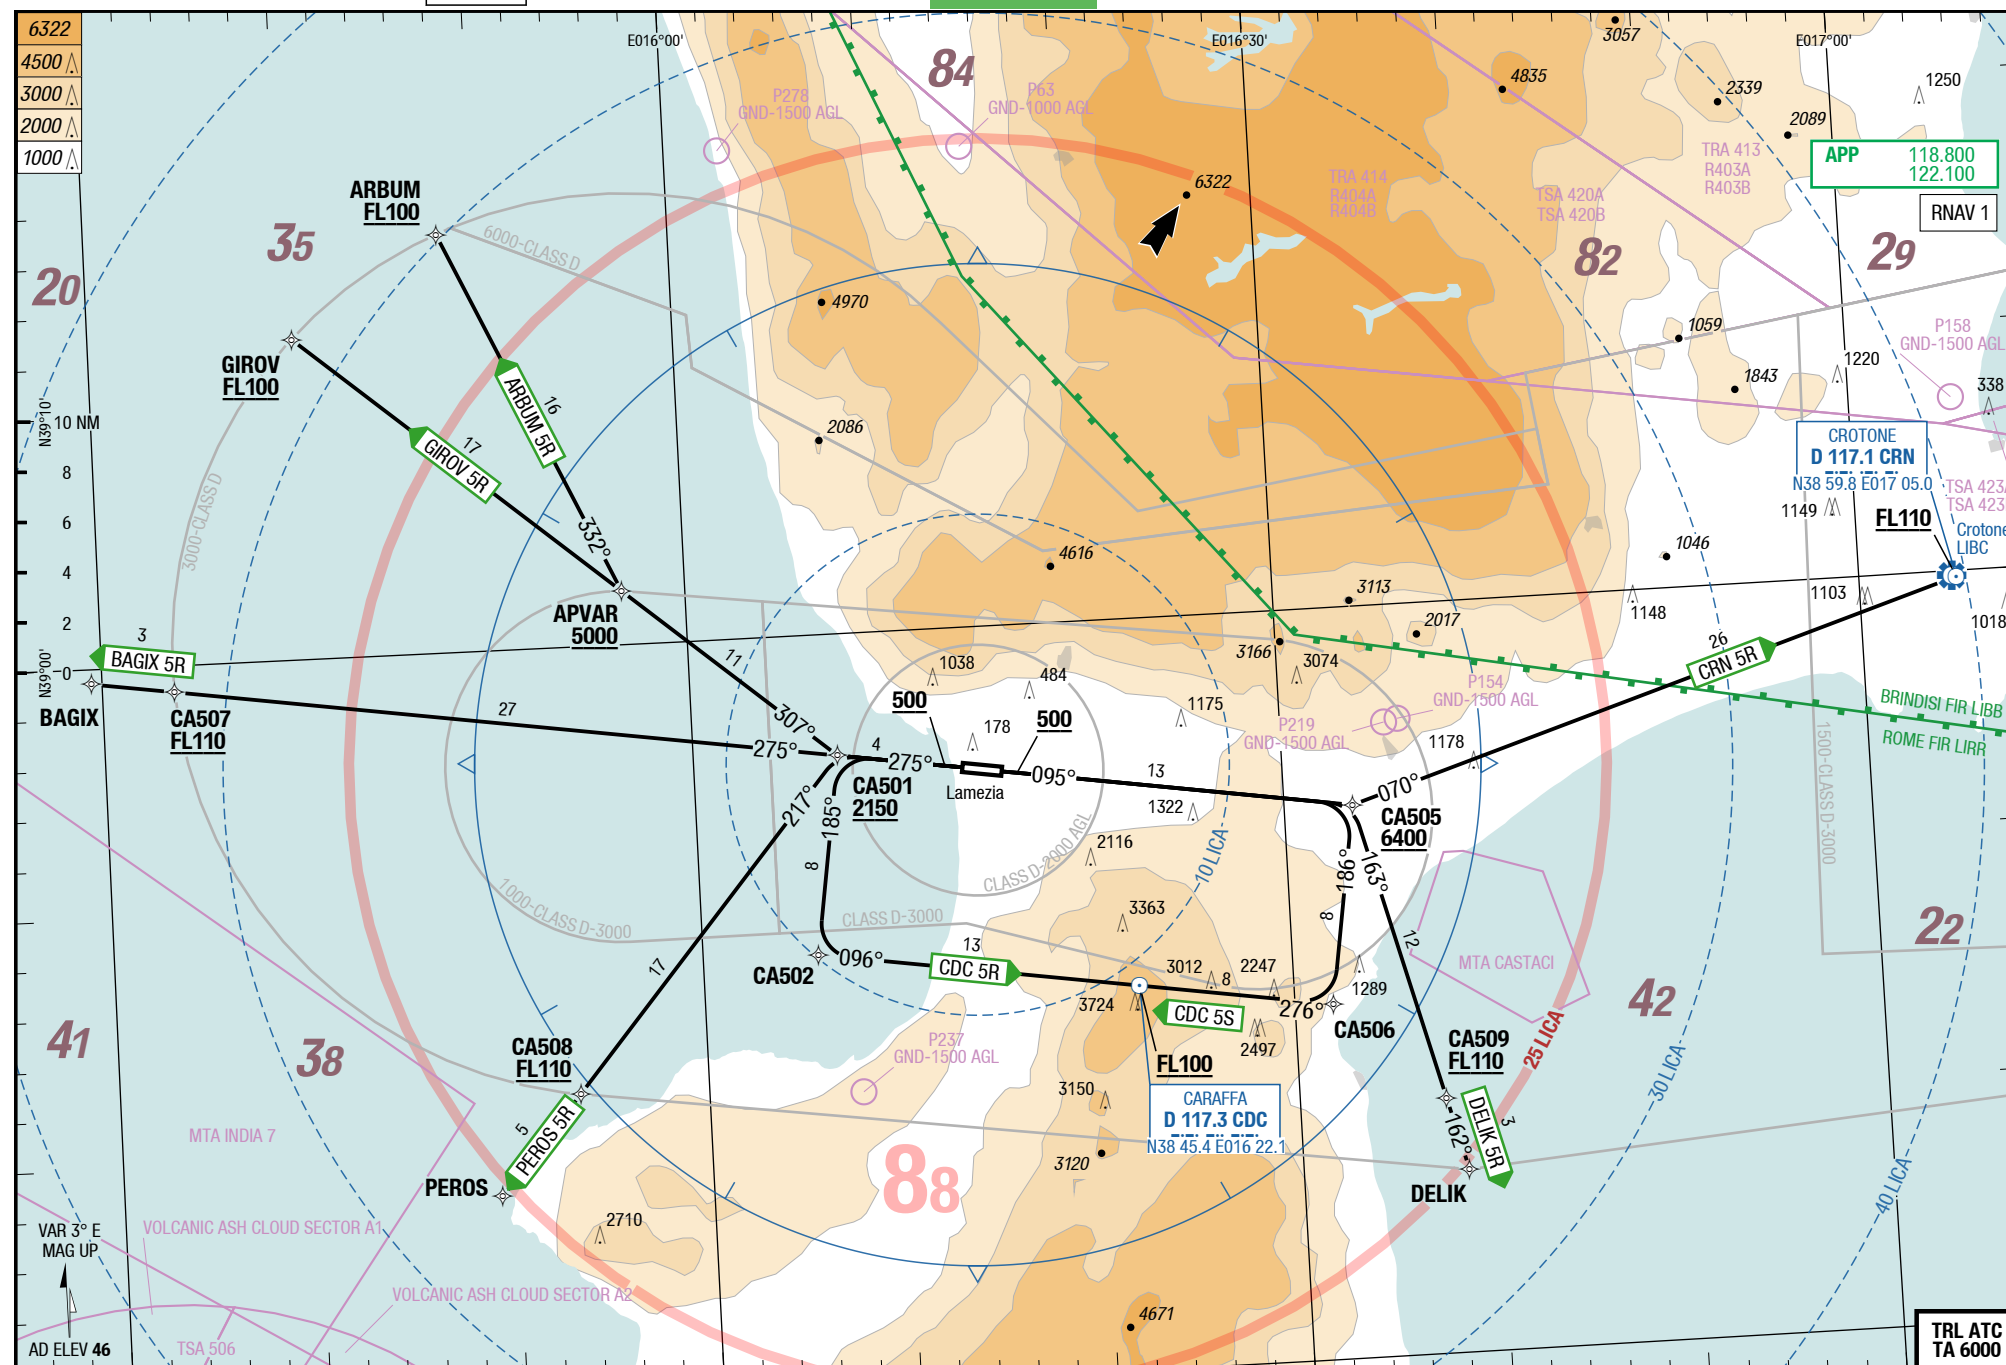 6322
4500
3000
2000
1000
E016°00'
E016°30'
E017°00'
84
P278
GND-1500 AGL
P63
GND-1000 AGL
4835
3057
2339
2089
1250
APP 118.800
122.100
RNAV 1
TRA 413
R403A
R403B
TRA 414
R404A
R404B
TSA 420A
TSA 420B
6322
ARBUM
FL100
35
20
6000-CLASS D
82
29
4970
GIROV
FL100
ARBUM 5R
16
GIROV 5R
17
332°
3000-CLASS D
2086
1059
1843
1220
P158
GND-1500 AGL
338
N39°10'
10 NM
8
6
4
2
0
N39°00'
CROTONE
D 117.1 CRN
N38 59.8 E017 05.0
TSA 423A
TSA 423
1149
FL110
Crotone
LIBC
1046
4616
3113
2017
1148
1103
1018
3166
3074
APVAR
5000
11
307°
3
BAGIX 5R
BAGIX
CA507
FL110
27
275°
4
275°
CA501
2150
1038
484
500
178
500
Lamezia
095°
13
1175
P154
GND-1500 AGL
P219
GND-1500 AGL
1178
26
CRN 5R
070°
BRINDISI FIR LIBB
ROME FIR LIRR
1500-CLASS D-3000
CA505
6400
1322
2116
10 LICA
CLASS D-2000 AGL
217°
185°
8
186°
163°
8
12
1000-CLASS D-3000
CLASS D-3000
3363
CA502
096°
13
CDC 5R
3012
8
2247
1289
3724
CDC 5S
276°
CA506
2497
MTA CASTACI
22
42
25 LICA
30 LICA
40 LICA
CA509
FL110
DELIK 5R
3
162°
DELIK
FL100
CARAFFA
D 117.3 CDC
N38 45.4 E016 22.1
P237
GND-1500 AGL
3150
3120
88
41
38
17
CA508
FL110
5
PEROS 5R
PEROS
MTA INDIA 7
2710
4671
VOLCANIC ASH CLOUD SECTOR A1
VOLCANIC ASH CLOUD SECTOR A2
TSA 506
VAR 3° E
MAG UP
AD ELEV 46
TRL ATC
TA 6000